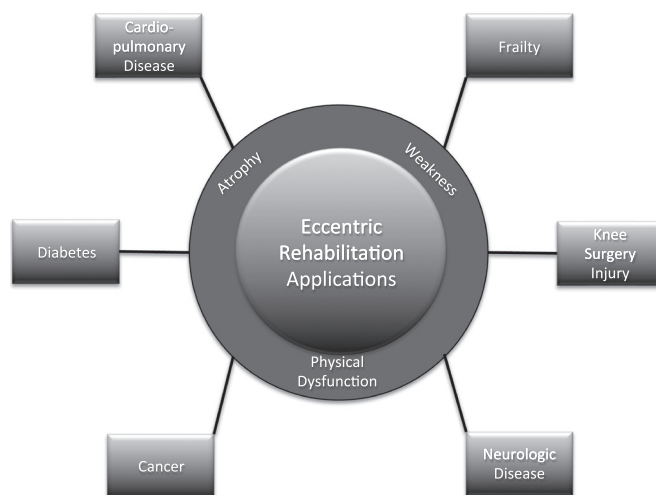 Cardio-
pulmonary
Disease
Frailty
Atrophy
Weakness
Eccentric
Rehabilitation
Applications
Diabetes
Knee
Surgery
Injury
Physical
Dysfunction
Cancer
Neurologic
Disease